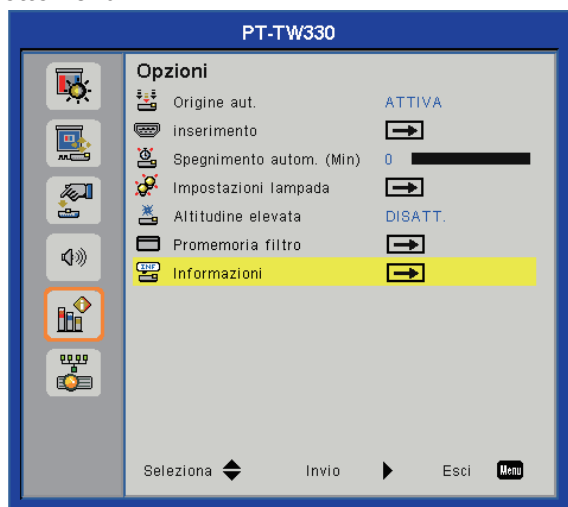 PT-TW330
Opzioni
Origine aut. ATTIVA
inserimento
Spegnimento autom. (Min) 0
Impostazioni lampada
Altitudine elevata DISATT.
Promemoria filtro
INF Informazioni
Seleziona Invio Esci Menu